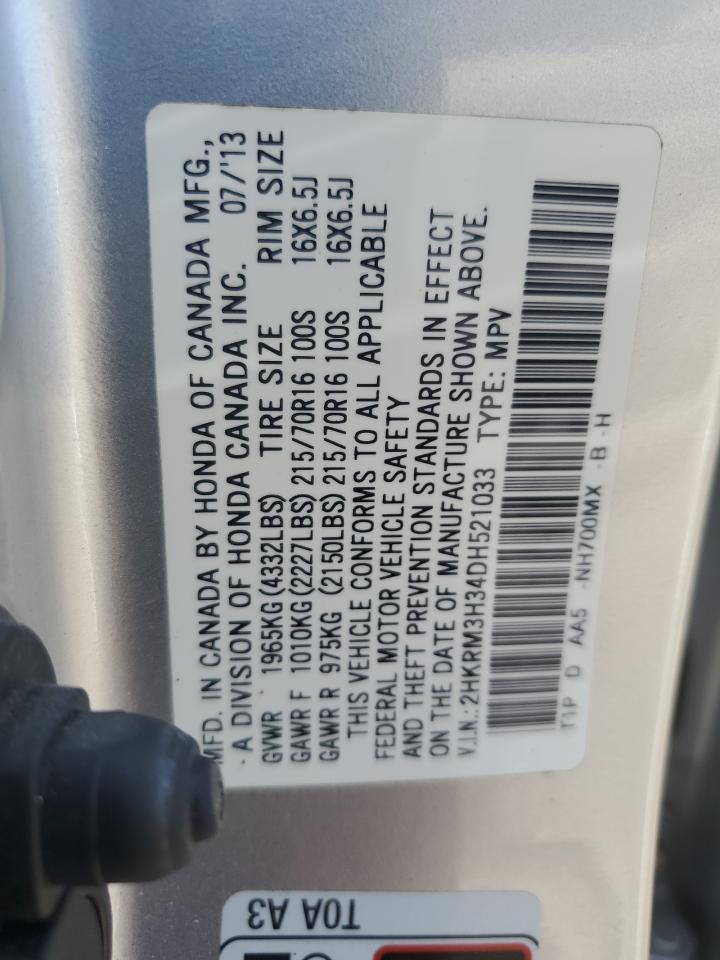 MFD. IN CANADA BY HONDA OF CANADA MFG.,
A DIVISION OF HONDA CANADA INC. 07/'13
GVWR 1965KG(4332LBS) TIRE SIZE RIM SIZE
GAWR F 1010KG(2227LBS)215/70R16 100S 16X6.5J
GAWR R 975KG (2150LBS)215/70R16 100S 16X6.5J
THIS VEHICLE CONFORMS TO ALL APPLICABLE
FEDERAL MOTOR VEHICLE SAFETY
AND THEFT PREVENTION STANDARDS IN EFFECT
ON THE DATE OF MANUFACTURE SHOWN ABOVE.
V.I.N.:2HKRM3H34DH521033 TYPE: MPV
T1P D AA5 -NH700MX -B -H
T0A A3